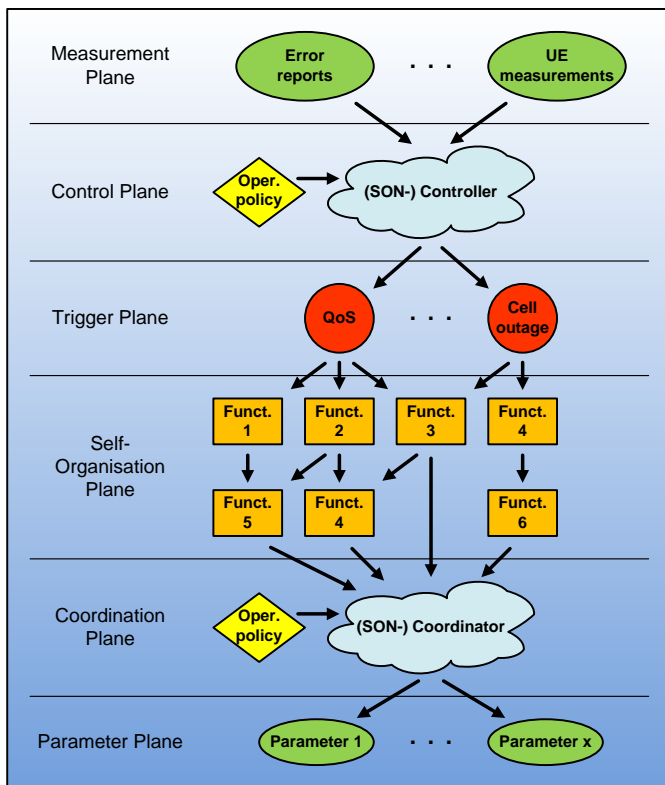 Measurement
Plane
Error
reports
. . .
UE
measurements
Control Plane
Oper.
policy
(SON-) Controller
Trigger Plane
QoS
. . .
Cell
outage
Self-
Organisation
Plane
Funct.
1
Funct.
2
Funct.
3
Funct.
4
Funct.
5
Funct.
4
Funct.
6
Coordination
Plane
Oper.
policy
(SON-) Coordinator
Parameter Plane
Parameter 1
. . .
Parameter x